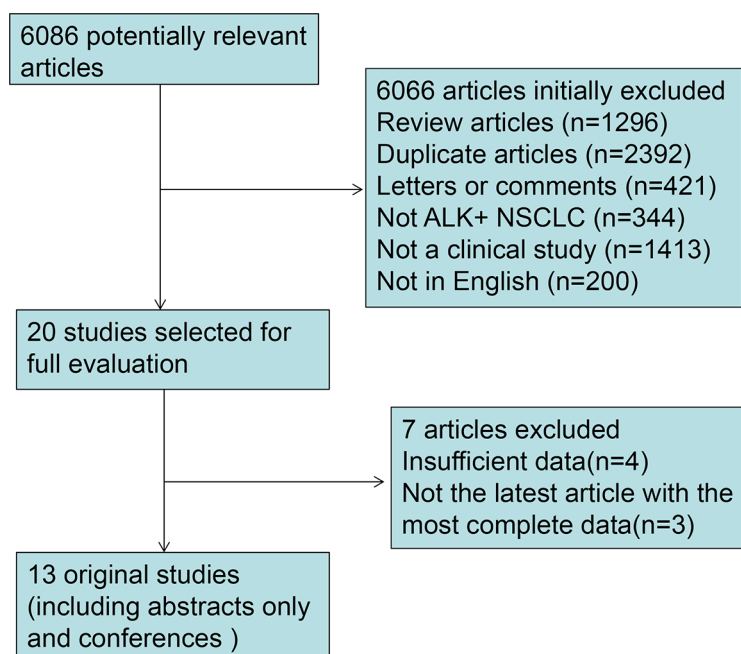 6086 potentially relevant
articles
6066 articles initially excluded
Review articles (n=1296)
Duplicate articles (n=2392)
Letters or comments (n=421)
Not ALK+ NSCLC (n=344)
Not a clinical study (n=1413)
Not in English (n=200)
20 studies selected for
full evaluation
7 articles excluded
Insufficient data(n=4)
Not the latest article with the
most complete data(n=3)
13 original studies
(including abstracts only
and conferences )